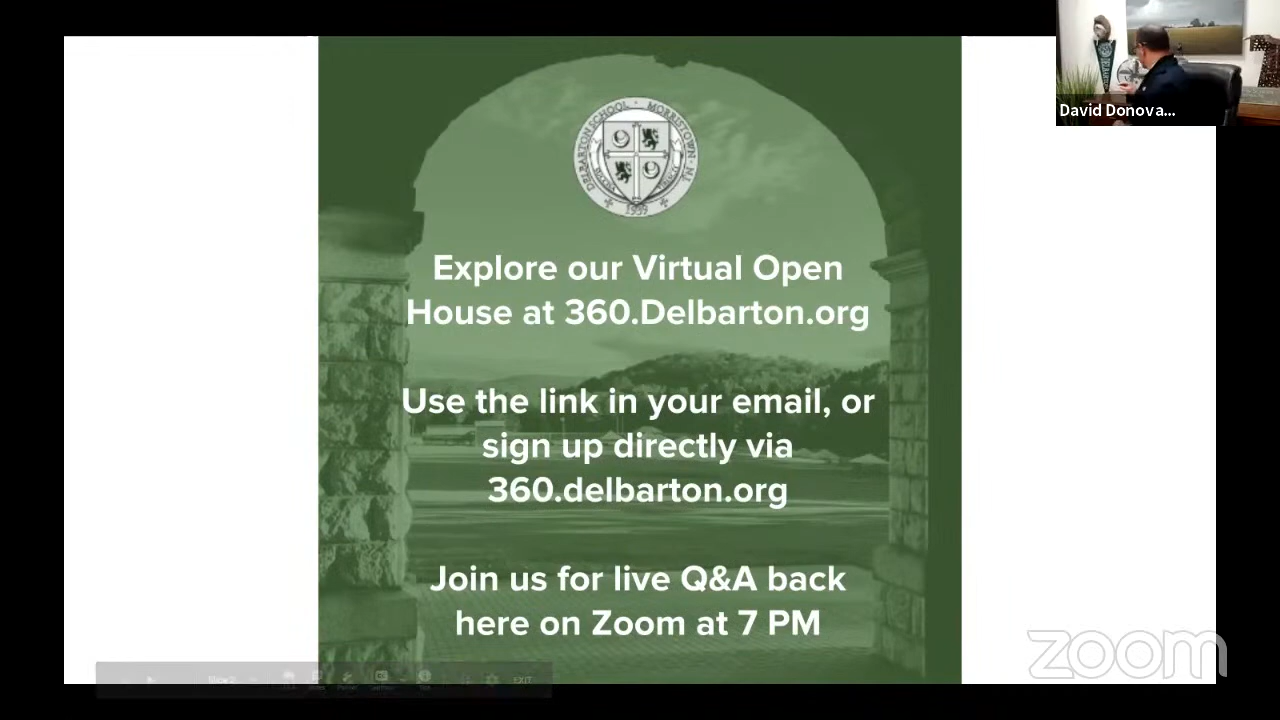 David Donova...
DELBARTON SCHOOL · MORRISTOWN · N.J.
1939
Explore our Virtual Open
House at 360.Delbarton.org
Use the link in your email, or
sign up directly via
360.delbarton.org
Join us for live Q&A back
here on Zoom at 7 PM
zoom
EXIT